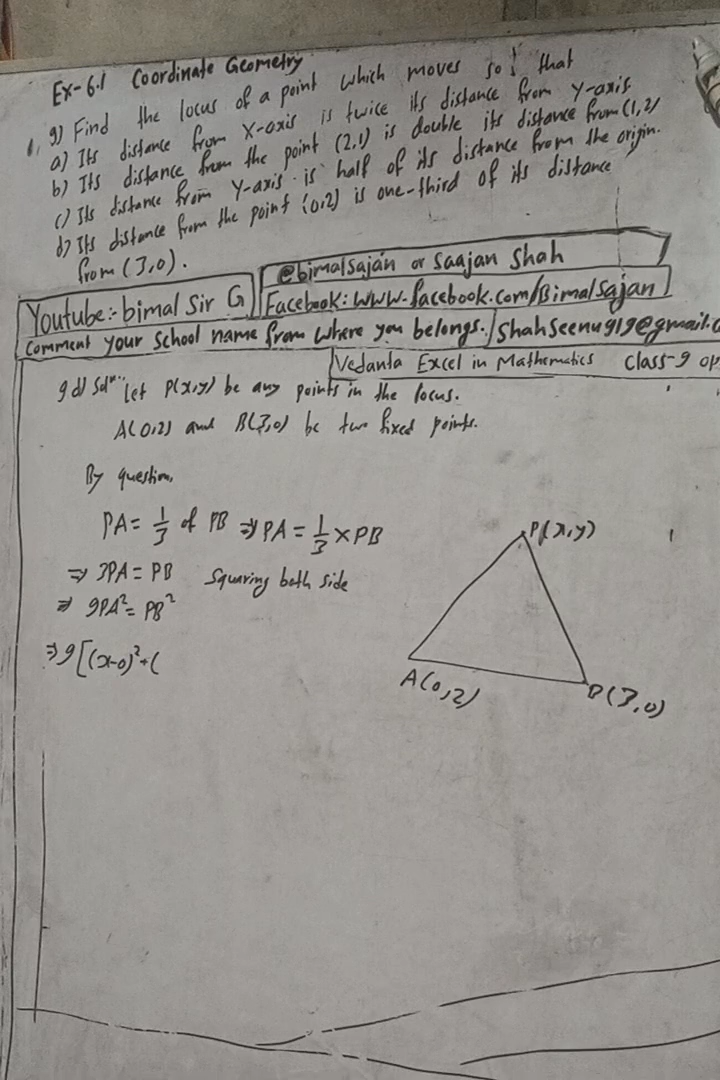 Ex-6.1 Coordinate Geometry
1. g) Find the locus of a point which moves so that
a) Its distance from X-axis is twice its distance from Y-axis
b) Its distance from the point (2,1) is double its distance from (1,2)
c) Its distance from Y-axis is half of its distance from the origin.
d) Its distance from the point (0,2) is one-third of its distance
from (3,0).
@bimalsajan or Saajan Shah
Youtube:- bimal Sir G
Facebook: WWW.facebook.com/Bimalsajan
Comment your School name from where you belongs. / Shahseenu919@gmail.c
Vedanta Excel in Mathematics Class-9 op
9 d) Solⁿ: let P(x,y) be any points in the locus.
A(0,2) and B(3,0) be two fixed points.
By question,
PA = 1/3 of PB ⇒ PA = 1/3 × PB
⇒ 3PA = PB Squaring both side
⇒ 9PA² = PB²
⇒ 9[(x-0)²+(
P(x,y)
A(0,2)
B(3,0)